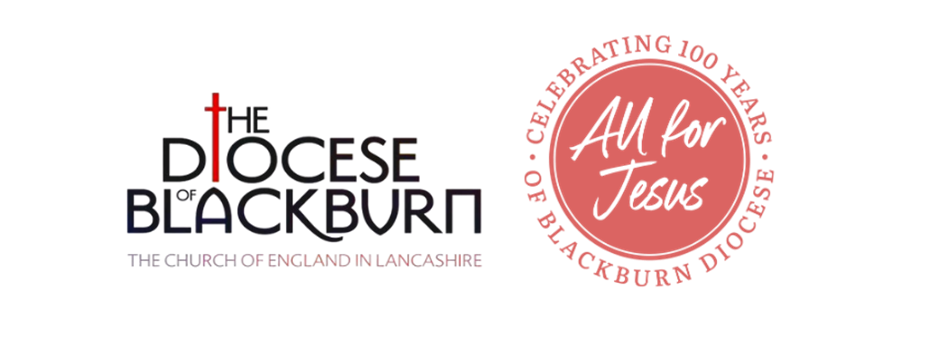 THE
DIOCESE
OF
BLACKBURN
THE CHURCH OF ENGLAND IN LANCASHIRE
· CELEBRATING 100 YEARS ·
OF BLACKBURN DIOCESE
All for
Jesus